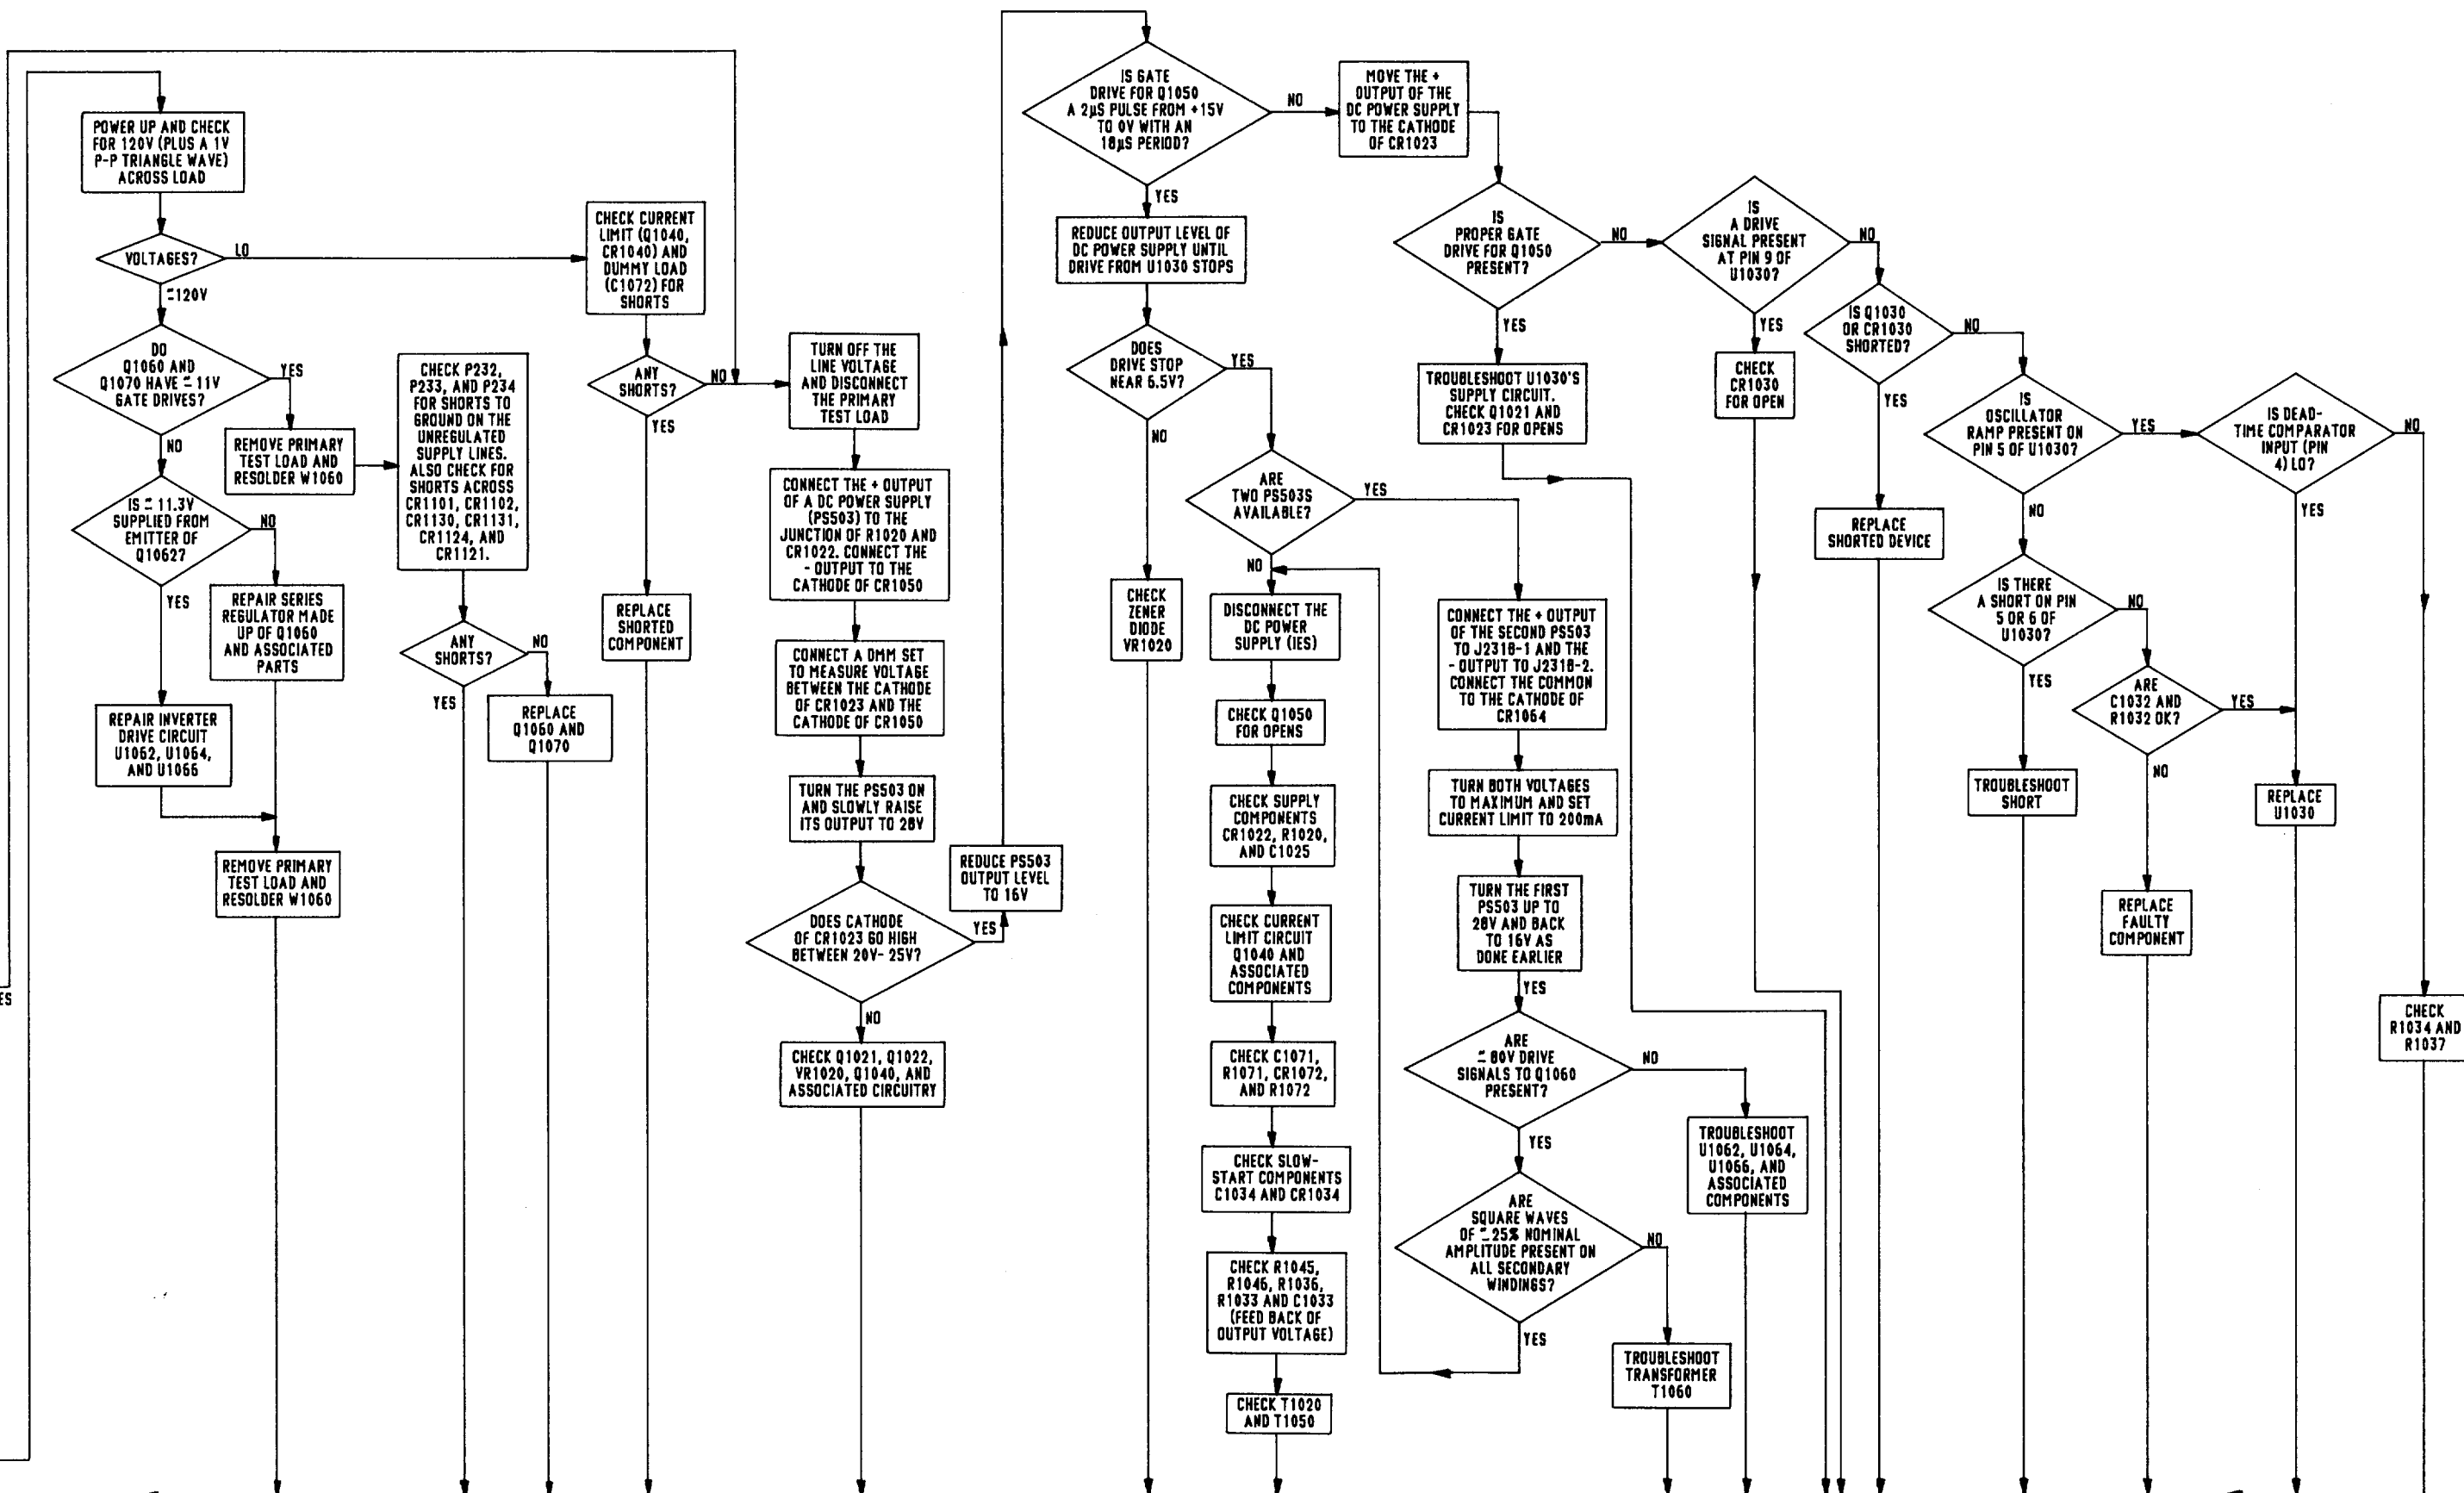 POWER UP AND CHECK
FOR 120V (PLUS A 1V
P-P TRIANGLE WAVE)
ACROSS LOAD
VOLTAGES?
LO
≃120V
DO
Q1060 AND
Q1070 HAVE ≃ 11V
GATE DRIVES?
YES
NO
REMOVE PRIMARY
TEST LOAD AND
RESOLDER W1060
IS ≃ 11.3V
SUPPLIED FROM
EMITTER OF
Q1062?
NO
YES
REPAIR SERIES
REGULATOR MADE
UP OF Q1060
AND ASSOCIATED
PARTS
REPAIR INVERTER
DRIVE CIRCUIT
U1062, U1064,
AND U1066
REMOVE PRIMARY
TEST LOAD AND
RESOLDER W1060
ES
CHECK P232,
P233, AND P234
FOR SHORTS TO
GROUND ON THE
UNREGULATED
SUPPLY LINES.
ALSO CHECK FOR
SHORTS ACROSS
CR1101, CR1102,
CR1130, CR1131,
CR1124, AND
CR1121.
ANY
SHORTS?
NO
YES
REPLACE
Q1060 AND
Q1070
CHECK CURRENT
LIMIT (Q1040,
CR1040) AND
DUMMY LOAD
(C1072) FOR
SHORTS
ANY
SHORTS?
NO
YES
REPLACE
SHORTED
COMPONENT
TURN OFF THE
LINE VOLTAGE
AND DISCONNECT
THE PRIMARY
TEST LOAD
CONNECT THE + OUTPUT
OF A DC POWER SUPPLY
(PS503) TO THE
JUNCTION OF R1020 AND
CR1022. CONNECT THE
- OUTPUT TO THE
CATHODE OF CR1050
CONNECT A DMM SET
TO MEASURE VOLTAGE
BETWEEN THE CATHODE
OF CR1023 AND THE
CATHODE OF CR1050
TURN THE PS503 ON
AND SLOWLY RAISE
ITS OUTPUT TO 28V
DOES CATHODE
OF CR1023 GO HIGH
BETWEEN 20V- 25V?
YES
NO
CHECK Q1021, Q1022,
VR1020, Q1040, AND
ASSOCIATED CIRCUITRY
REDUCE PS503
OUTPUT LEVEL
TO 16V
IS GATE
DRIVE FOR Q1050
A 2µS PULSE FROM +15V
TO 0V WITH AN
18µS PERIOD?
NO
YES
REDUCE OUTPUT LEVEL OF
DC POWER SUPPLY UNTIL
DRIVE FROM U1030 STOPS
DOES
DRIVE STOP
NEAR 6.5V?
YES
NO
CHECK
ZENER
DIODE
VR1020
ARE
TWO PS503S
AVAILABLE?
YES
NO
DISCONNECT THE
DC POWER
SUPPLY (IES)
CHECK Q1050
FOR OPENS
CHECK SUPPLY
COMPONENTS
CR1022, R1020,
AND C1025
CHECK CURRENT
LIMIT CIRCUIT
Q1040 AND
ASSOCIATED
COMPONENTS
CHECK C1071,
R1071, CR1072,
AND R1072
CHECK SLOW-
START COMPONENTS
C1034 AND CR1034
CHECK R1045,
R1046, R1036,
R1033 AND C1033
(FEED BACK OF
OUTPUT VOLTAGE)
CHECK T1020
AND T1050
MOVE THE +
OUTPUT OF THE
DC POWER SUPPLY
TO THE CATHODE
OF CR1023
IS
PROPER GATE
DRIVE FOR Q1050
PRESENT?
NO
YES
TROUBLESHOOT U1030'S
SUPPLY CIRCUIT.
CHECK Q1021 AND
CR1023 FOR OPENS
CONNECT THE + OUTPUT
OF THE SECOND PS503
TO J231B-1 AND THE
- OUTPUT TO J231B-2.
CONNECT THE COMMON
TO THE CATHODE OF
CR1064
TURN BOTH VOLTAGES
TO MAXIMUM AND SET
CURRENT LIMIT TO 200mA
TURN THE FIRST
PS503 UP TO
28V AND BACK
TO 16V AS
DONE EARLIER
YES
ARE
≃ 80V DRIVE
SIGNALS TO Q1060
PRESENT?
NO
YES
TROUBLESHOOT
U1062, U1064,
U1066, AND
ASSOCIATED
COMPONENTS
ARE
SQUARE WAVES
OF ≃25% NOMINAL
AMPLITUDE PRESENT ON
ALL SECONDARY
WINDINGS?
NO
YES
TROUBLESHOOT
TRANSFORMER
T1060
IS
A DRIVE
SIGNAL PRESENT
AT PIN 9 OF
U1030?
NO
YES
CHECK
CR1030
FOR OPEN
IS Q1030
OR CR1030
SHORTED?
NO
YES
REPLACE
SHORTED DEVICE
IS
OSCILLATOR
RAMP PRESENT ON
PIN 5 OF U1030?
YES
NO
IS THERE
A SHORT ON PIN
5 OR 6 OF
U1030?
NO
YES
TROUBLESHOOT
SHORT
ARE
C1032 AND
R1032 OK?
YES
NO
REPLACE
FAULTY
COMPONENT
IS DEAD-
TIME COMPARATOR
INPUT (PIN
4) LO?
NO
YES
REPLACE
U1030
CHECK
R1034 AND
R1037